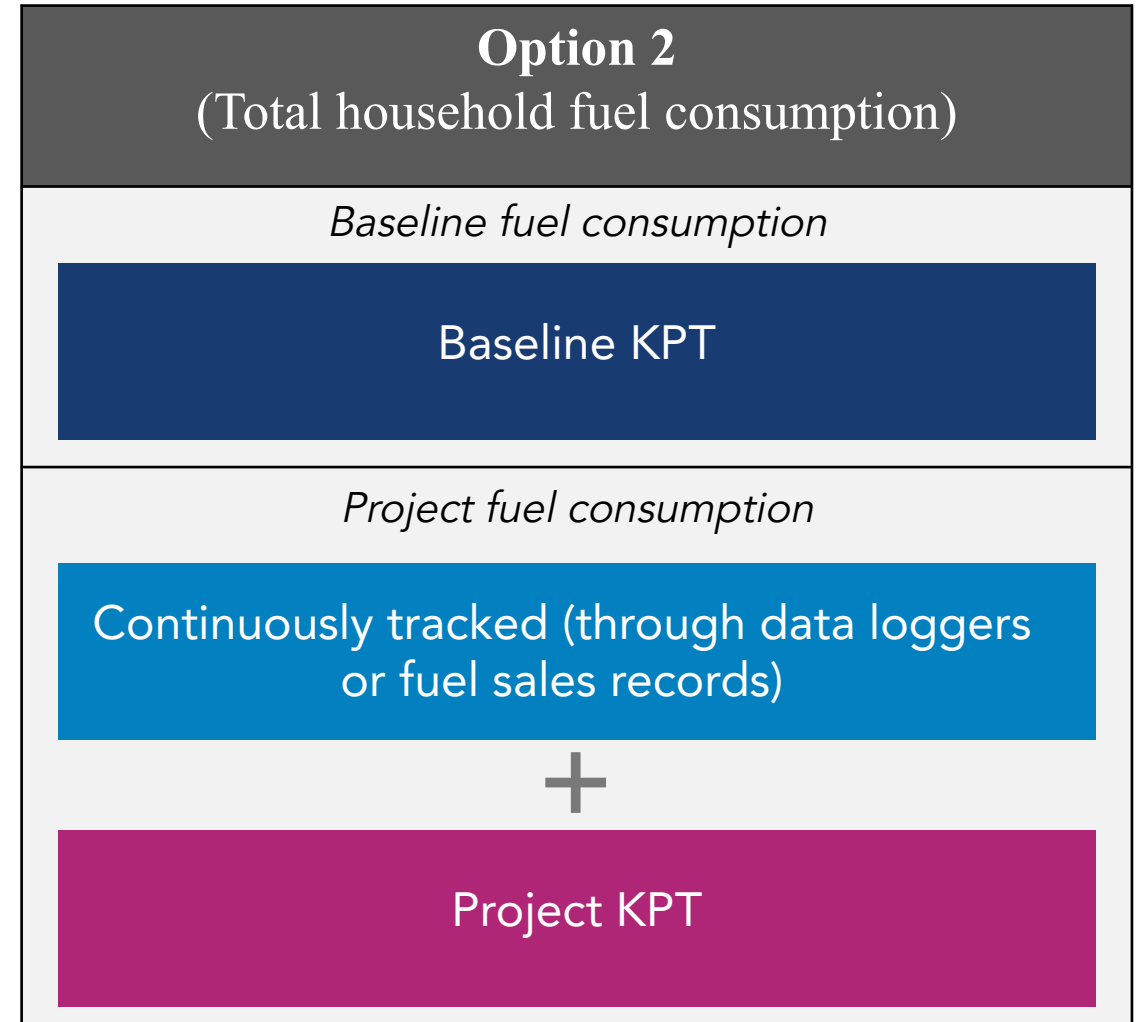 Option 2
(Total household fuel consumption)
Baseline fuel consumption
Baseline KPT
Project fuel consumption
Continuously tracked (through data loggers
or fuel sales records)
+
Project KPT